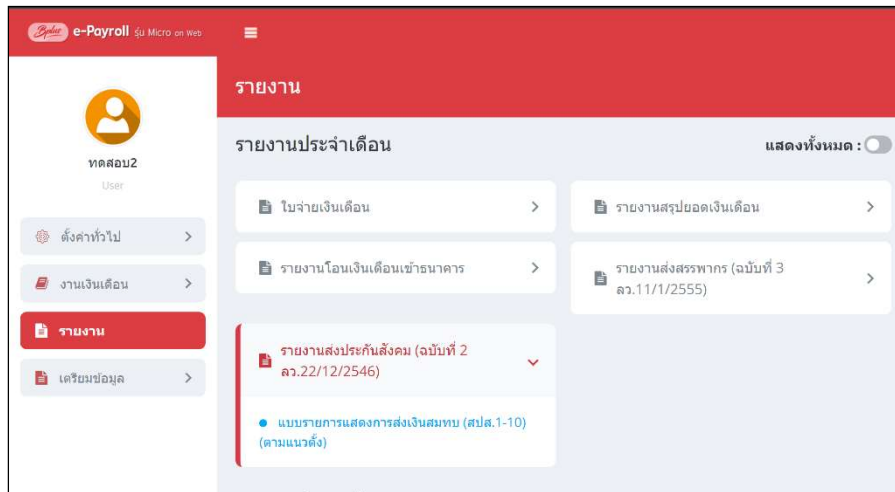 Bplus e-Payroll รุ่น Micro on Web
รายงาน
ทดสอบ2
User
ตั้งค่าทั่วไป
งานเงินเดือน
รายงาน
เตรียมข้อมูล
รายงานประจำเดือน
แสดงทั้งหมด :
ใบจ่ายเงินเดือน
รายงานสรุปยอดเงินเดือน
รายงานโอนเงินเดือนเข้าธนาคาร
รายงานส่งสรรพากร (ฉบับที่ 3
ลว.11/1/2555)
รายงานส่งประกันสังคม (ฉบับที่ 2
ลว.22/12/2546)
แบบรายการแสดงการส่งเงินสมทบ (สปส.1-10)
(ตามแนวตั้ง)